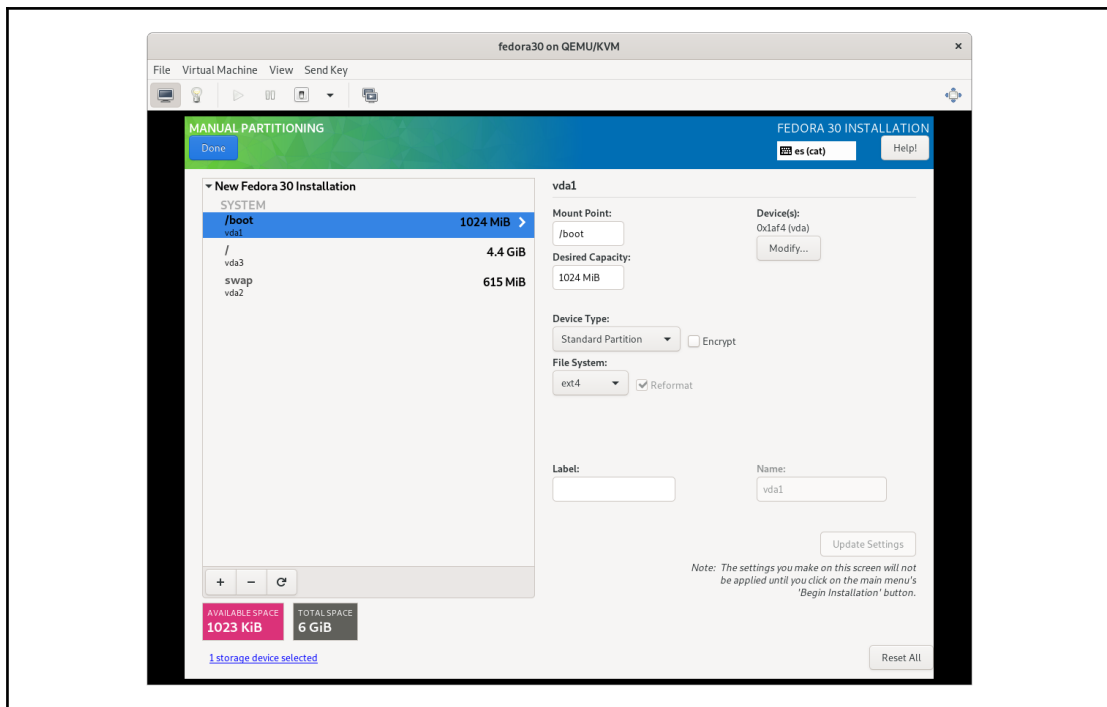 fedora30 on QEMU/KVM
File Virtual Machine View Send Key
MANUAL PARTITIONING
FEDORA 30 INSTALLATION
Done
es (cat)
Help!
New Fedora 30 Installation
SYSTEM
/boot 1024 MiB
vda1
/ 4.4 GiB
vda3
swap 615 MiB
vda2
+ −
AVAILABLE SPACE
1023 KiB
TOTAL SPACE
6 GiB
1 storage device selected
vda1
Mount Point:
/boot
Device(s):
0x1af4 (vda)
Modify...
Desired Capacity:
1024 MiB
Device Type:
Standard Partition
Encrypt
File System:
ext4
Reformat
Label:
Name:
vda1
Update Settings
Note: The settings you make on this screen will not
be applied until you click on the main menu's
'Begin Installation' button.
Reset All